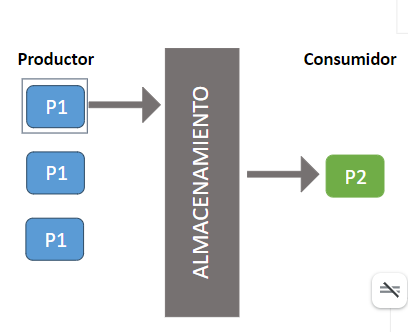 Productor
Consumidor
P1
P1
P1
ALMACENAMIENTO
P2